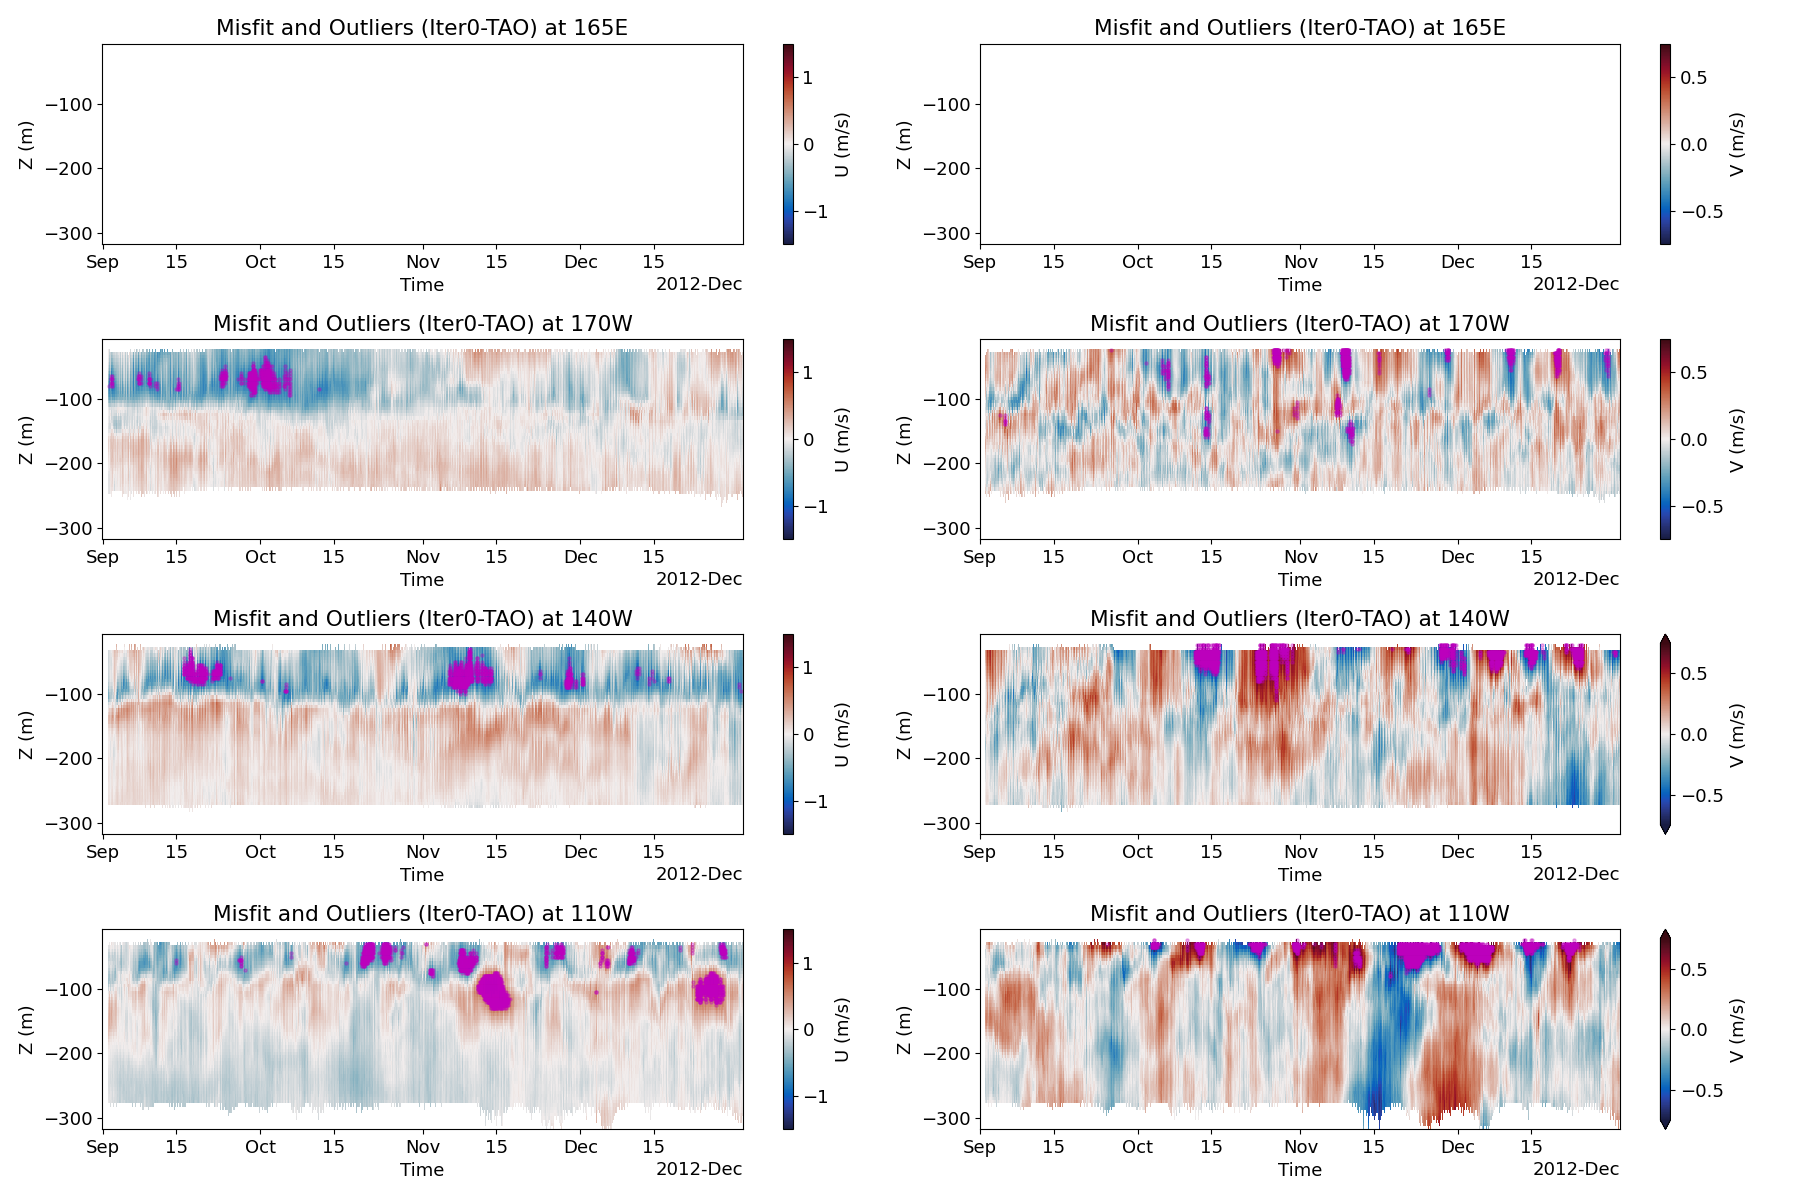 Misfit and Outliers (Iter0-TAO) at 165E
Z (m)
−100
−200
−300
Sep 15 Oct 15 Nov 15 Dec 15
Time
2012-Dec
1
0
−1
U (m/s)
Misfit and Outliers (Iter0-TAO) at 165E
Z (m)
−100
−200
−300
Sep 15 Oct 15 Nov 15 Dec 15
Time
2012-Dec
0.5
0.0
−0.5
V (m/s)
Misfit and Outliers (Iter0-TAO) at 170W
Z (m)
−100
−200
−300
Sep 15 Oct 15 Nov 15 Dec 15
Time
2012-Dec
1
0
−1
U (m/s)
Misfit and Outliers (Iter0-TAO) at 170W
Z (m)
−100
−200
−300
Sep 15 Oct 15 Nov 15 Dec 15
Time
2012-Dec
0.5
0.0
−0.5
V (m/s)
Misfit and Outliers (Iter0-TAO) at 140W
Z (m)
−100
−200
−300
Sep 15 Oct 15 Nov 15 Dec 15
Time
2012-Dec
1
0
−1
U (m/s)
Misfit and Outliers (Iter0-TAO) at 140W
Z (m)
−100
−200
−300
Sep 15 Oct 15 Nov 15 Dec 15
Time
2012-Dec
0.5
0.0
−0.5
V (m/s)
Misfit and Outliers (Iter0-TAO) at 110W
Z (m)
−100
−200
−300
Sep 15 Oct 15 Nov 15 Dec 15
Time
2012-Dec
1
0
−1
U (m/s)
Misfit and Outliers (Iter0-TAO) at 110W
Z (m)
−100
−200
−300
Sep 15 Oct 15 Nov 15 Dec 15
Time
2012-Dec
0.5
0.0
−0.5
V (m/s)